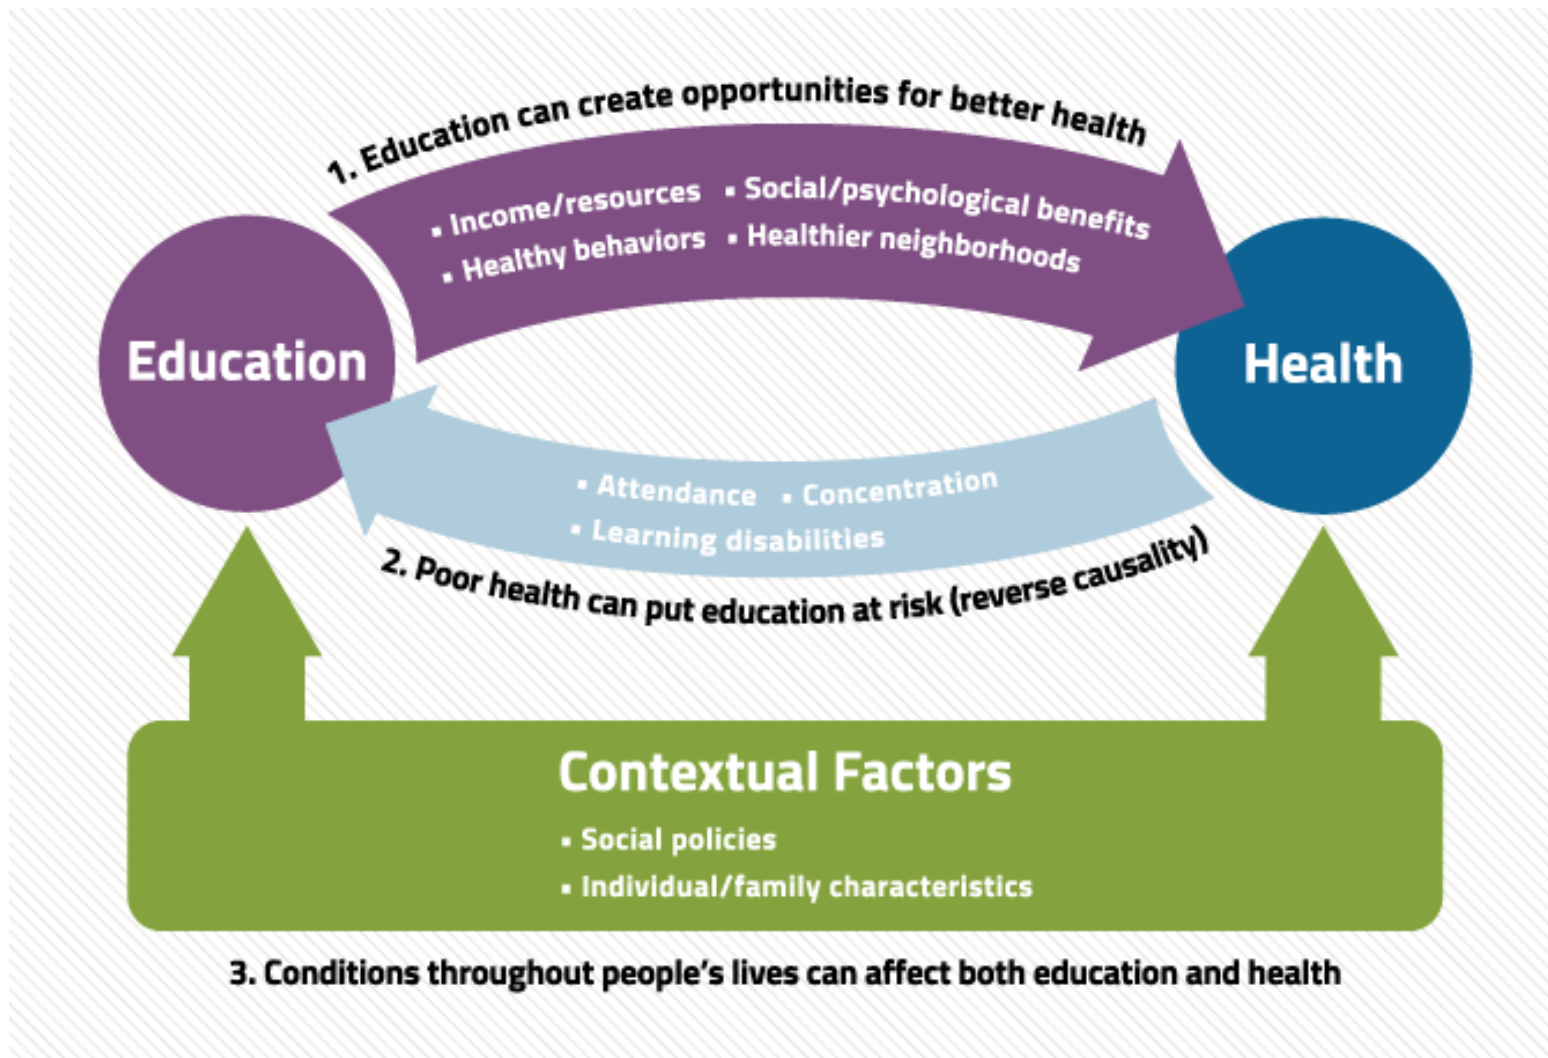 1. Education can create opportunities for better health
▪ Income/resources ▪ Social/psychological benefits
▪ Healthy behaviors ▪ Healthier neighborhoods
Education
Health
▪ Attendance ▪ Concentration
▪ Learning disabilities
2. Poor health can put education at risk (reverse causality)
Contextual Factors
▪ Social policies
▪ Individual/family characteristics
3. Conditions throughout people’s lives can affect both education and health